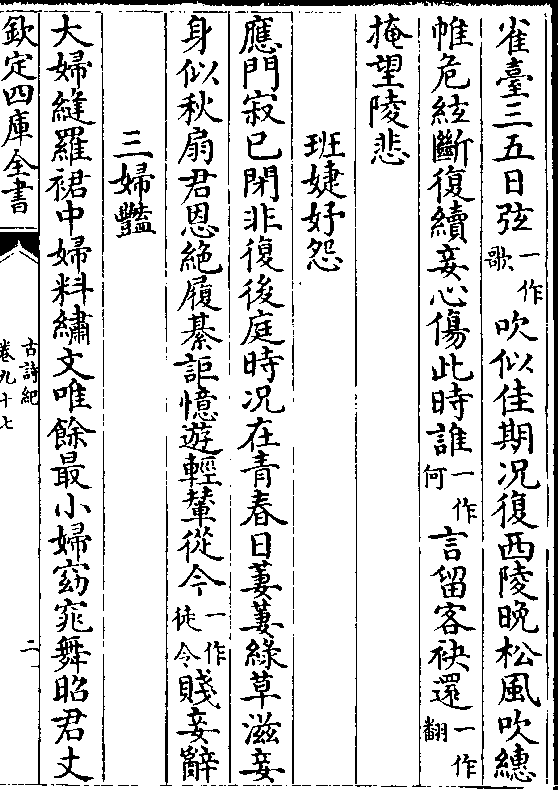 雀臺三五日弦一作歌吹似佳期况復西陵晚松風吹繐
帷危絃斷復續妾心傷此時誰一作何言留客袂還一作翻
掩望陵悲
班婕妤怨
應門寂已閉非復後庭時况在青春日萋萋綠草滋妾
身似秋扇君恩絶履綦詎憶遊輕輦從今一作徒令賤妾辭
三婦豔
大婦縫羅裙中婦料繡文唯餘最小婦窈窕舞昭君丈
欽定四庫全書
古詩紀
卷九十七
二